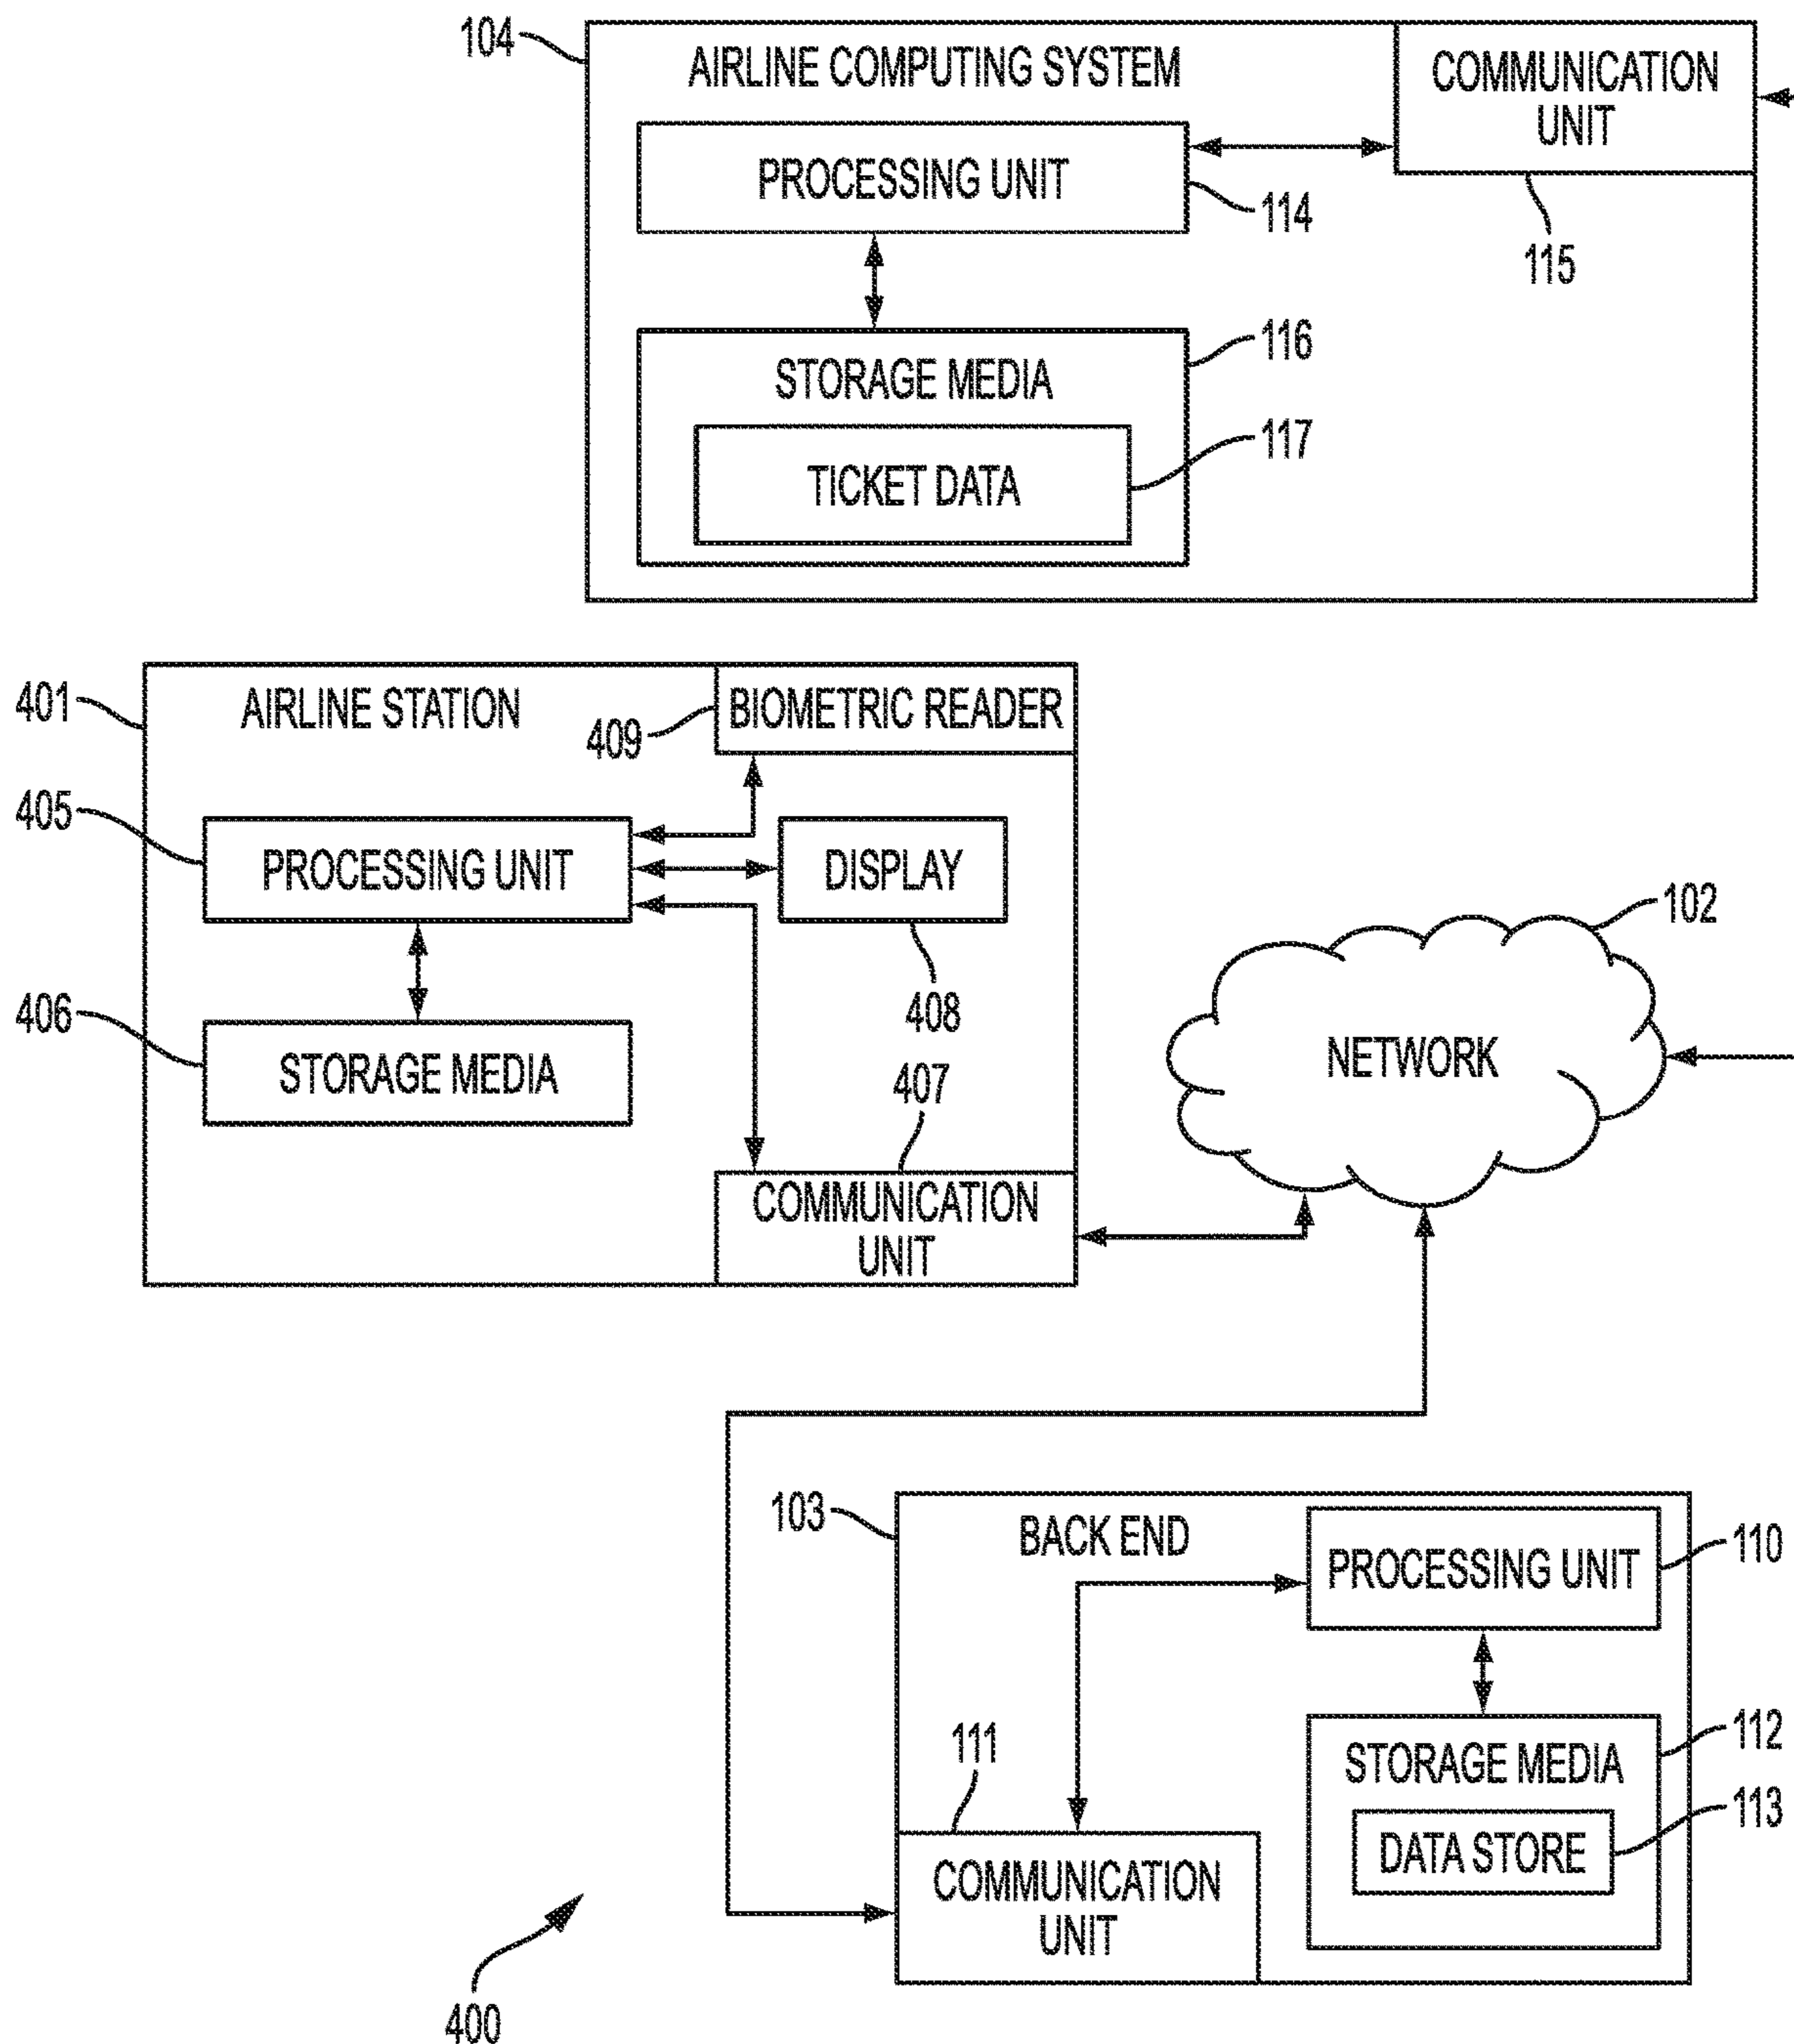 104
AIRLINE COMPUTING SYSTEM
COMMUNICATION
UNIT
PROCESSING UNIT
114
115
116
STORAGE MEDIA
117
TICKET DATA
401
AIRLINE STATION
409
BIOMETRIC READER
405
PROCESSING UNIT
DISPLAY
102
406
408
STORAGE MEDIA
407
NETWORK
COMMUNICATION
UNIT
103
BACK END
PROCESSING UNIT
110
111
112
STORAGE MEDIA
113
DATA STORE
COMMUNICATION
UNIT
400